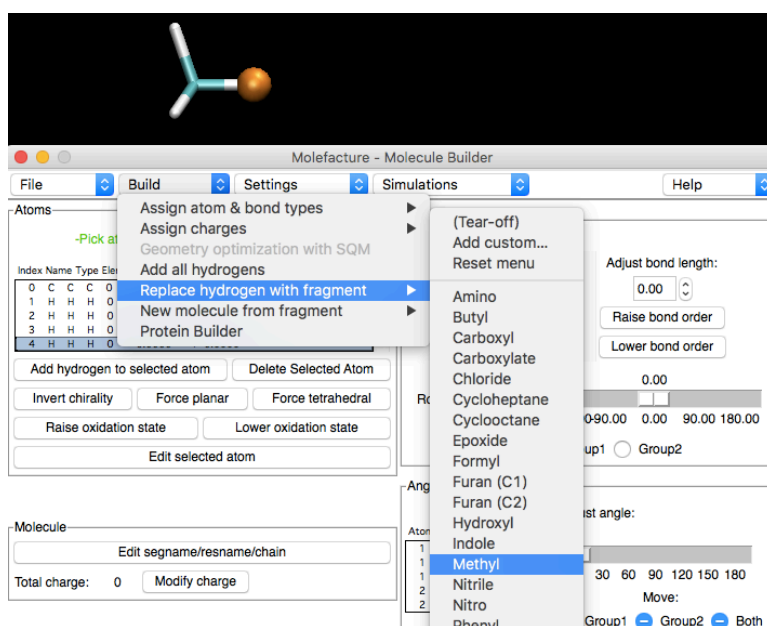 Molefacture - Molecule Builder
File Build Settings Simulations Help
Atoms
-Pick
Index Name Type
0 C C C 0
1 H H H 0
2 H H H 0
3 H H H 0
4 H H H 0
Assign atom & bond types
Assign charges
Geometry optimization with SQM
Add all hydrogens
Replace hydrogen with fragment
New molecule from fragment
Protein Builder
(Tear-off)
Add custom...
Reset menu
Amino
Butyl
Carboxyl
Carboxylate
Chloride
Cycloheptane
Cyclooctane
Epoxide
Formyl
Furan (C1)
Furan (C2)
Hydroxyl
Indole
Methyl
Nitrile
Nitro
Phenyl
Adjust bond length:
0.00
Raise bond order
Lower bond order
0.00
90.00 0.00 90.00 180.00
Group2
Add hydrogen to selected atom Delete Selected Atom
Invert chirality Force planar Force tetrahedral
Raise oxidation state Lower oxidation state
Edit selected atom
Molecule
Edit segname/resname/chain
Total charge: 0 Modify charge
angle:
1
1
1
2
2
30 60 90 120 150 180
Move:
Group1 Group2 Both